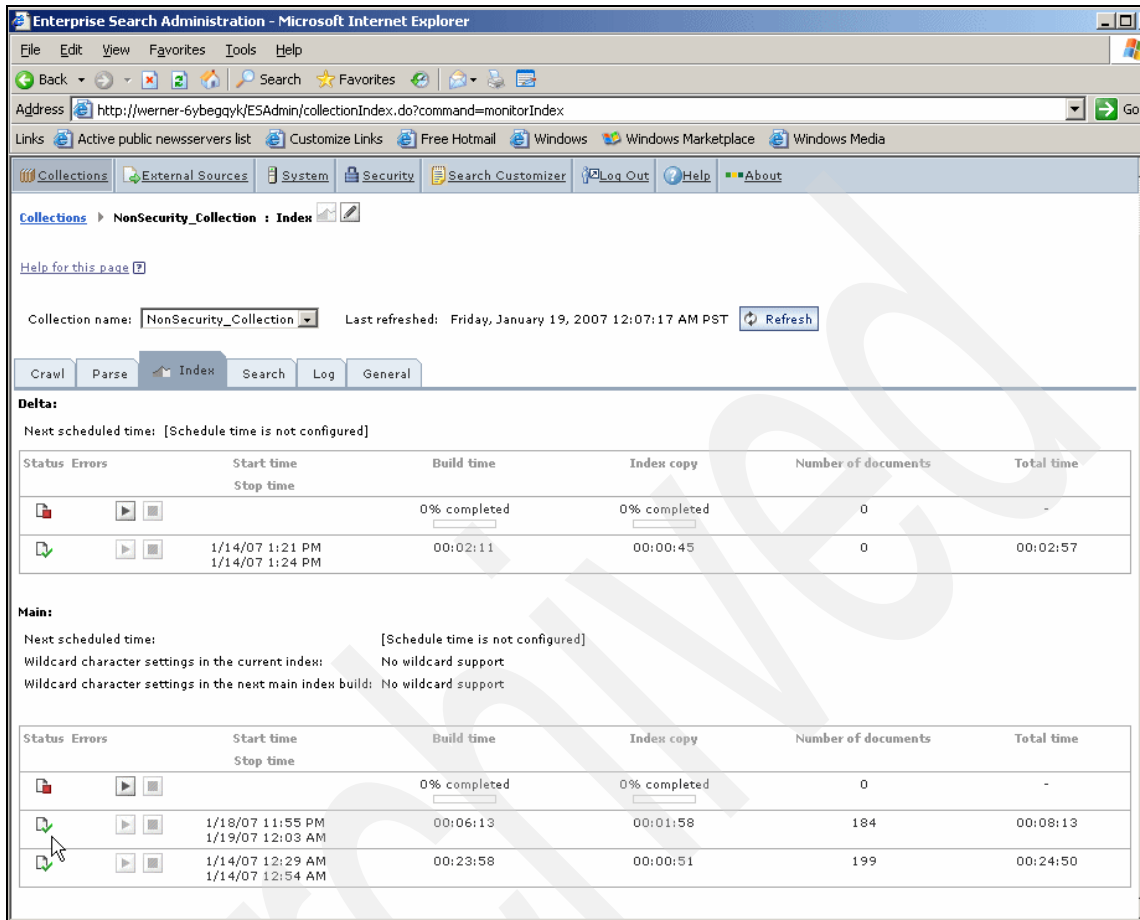 Enterprise Search Administration - Microsoft Internet Explorer
File Edit View Favorites Tools Help
Back Search Favorites
Address http://werner-6ybegqyk/ESAdmin/collectionIndex.do?command=monitorIndex Go
Links Active public newsservers list Customize Links Free Hotmail Windows Windows Marketplace Windows Media
Collections External Sources System Security Search Customizer Log Out Help About
Collections NonSecurity_Collection : Index
Help for this page ?
Collection name: NonSecurity_Collection Last refreshed: Friday, January 19, 2007 12:07:17 AM PST Refresh
Crawl Parse Index Search Log General
Delta:
Next scheduled time: [Schedule time is not configured]
Status Errors Start time Build time Index copy Number of documents Total time
Stop time
0% completed 0% completed 0 -
1/14/07 1:21 PM 00:02:11 00:00:45 0 00:02:57
1/14/07 1:24 PM
Main:
Next scheduled time: [Schedule time is not configured]
Wildcard character settings in the current index: No wildcard support
Wildcard character settings in the next main index build: No wildcard support
Status Errors Start time Build time Index copy Number of documents Total time
Stop time
0% completed 0% completed 0 -
1/18/07 11:55 PM 00:06:13 00:01:58 184 00:08:13
1/19/07 12:03 AM
1/14/07 12:29 AM 00:23:58 00:00:51 199 00:24:50
1/14/07 12:54 AM
chived